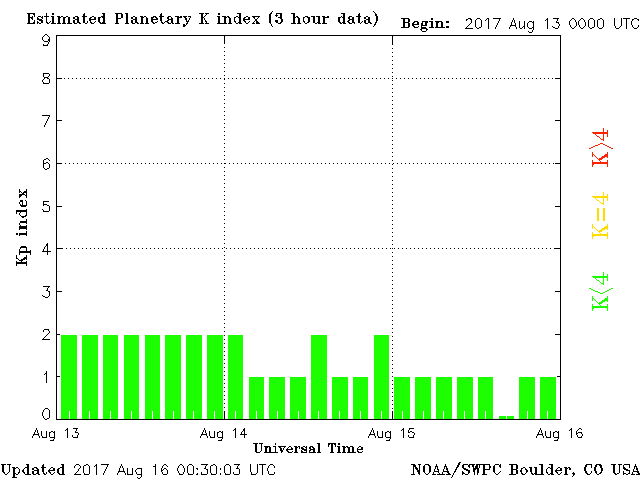 Estimated Planetary K index (3 hour data) Begin: 2017 Aug 13 0000 UTC
9
8
7
6
5
4
3
2
1
0
Kp index
K>4
K=4
K<4
Aug 13 Aug 14 Aug 15 Aug 16
Universal Time
Updated 2017 Aug 16 00:30:03 UTC NOAA/SWPC Boulder, CO USA